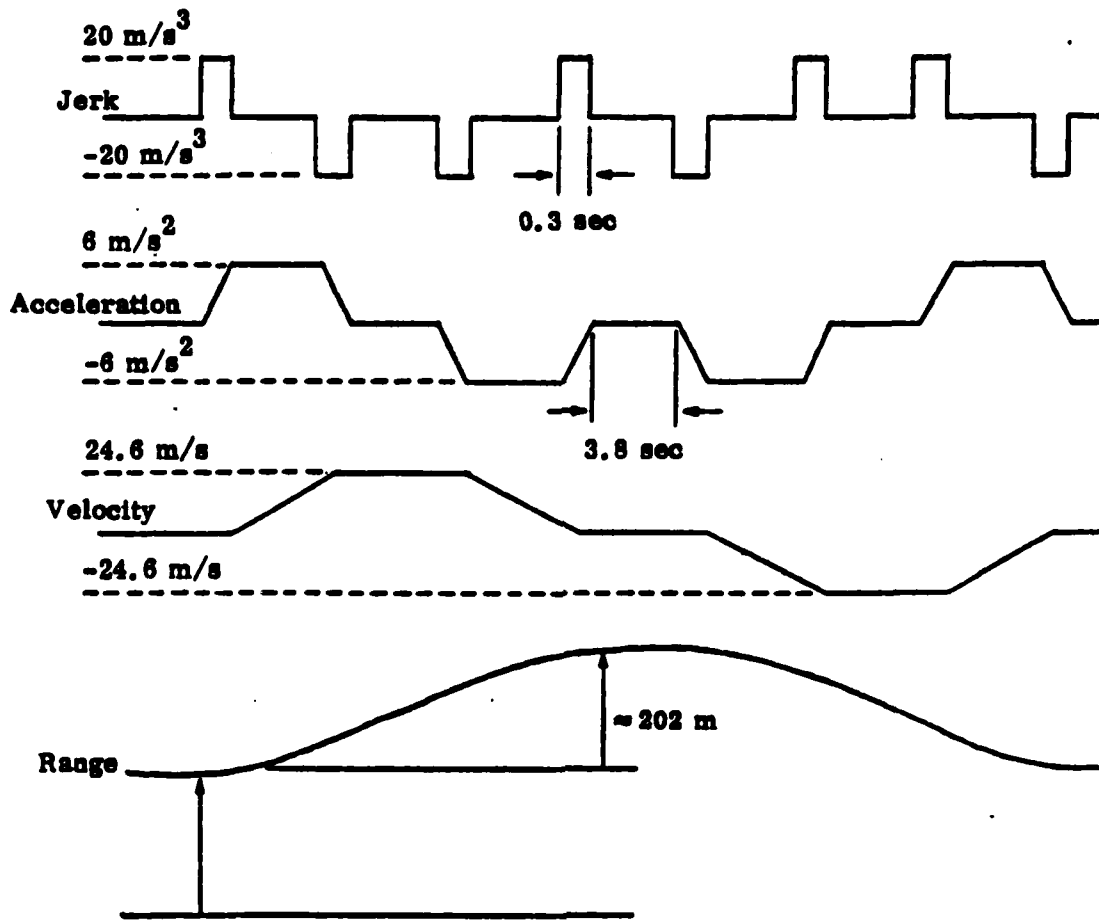 20 m/s³
Jerk
-20 m/s³
0.3 sec
6 m/s²
Acceleration
-6 m/s²
3.8 sec
24.6 m/s
Velocity
-24.6 m/s
≈ 202 m
Range